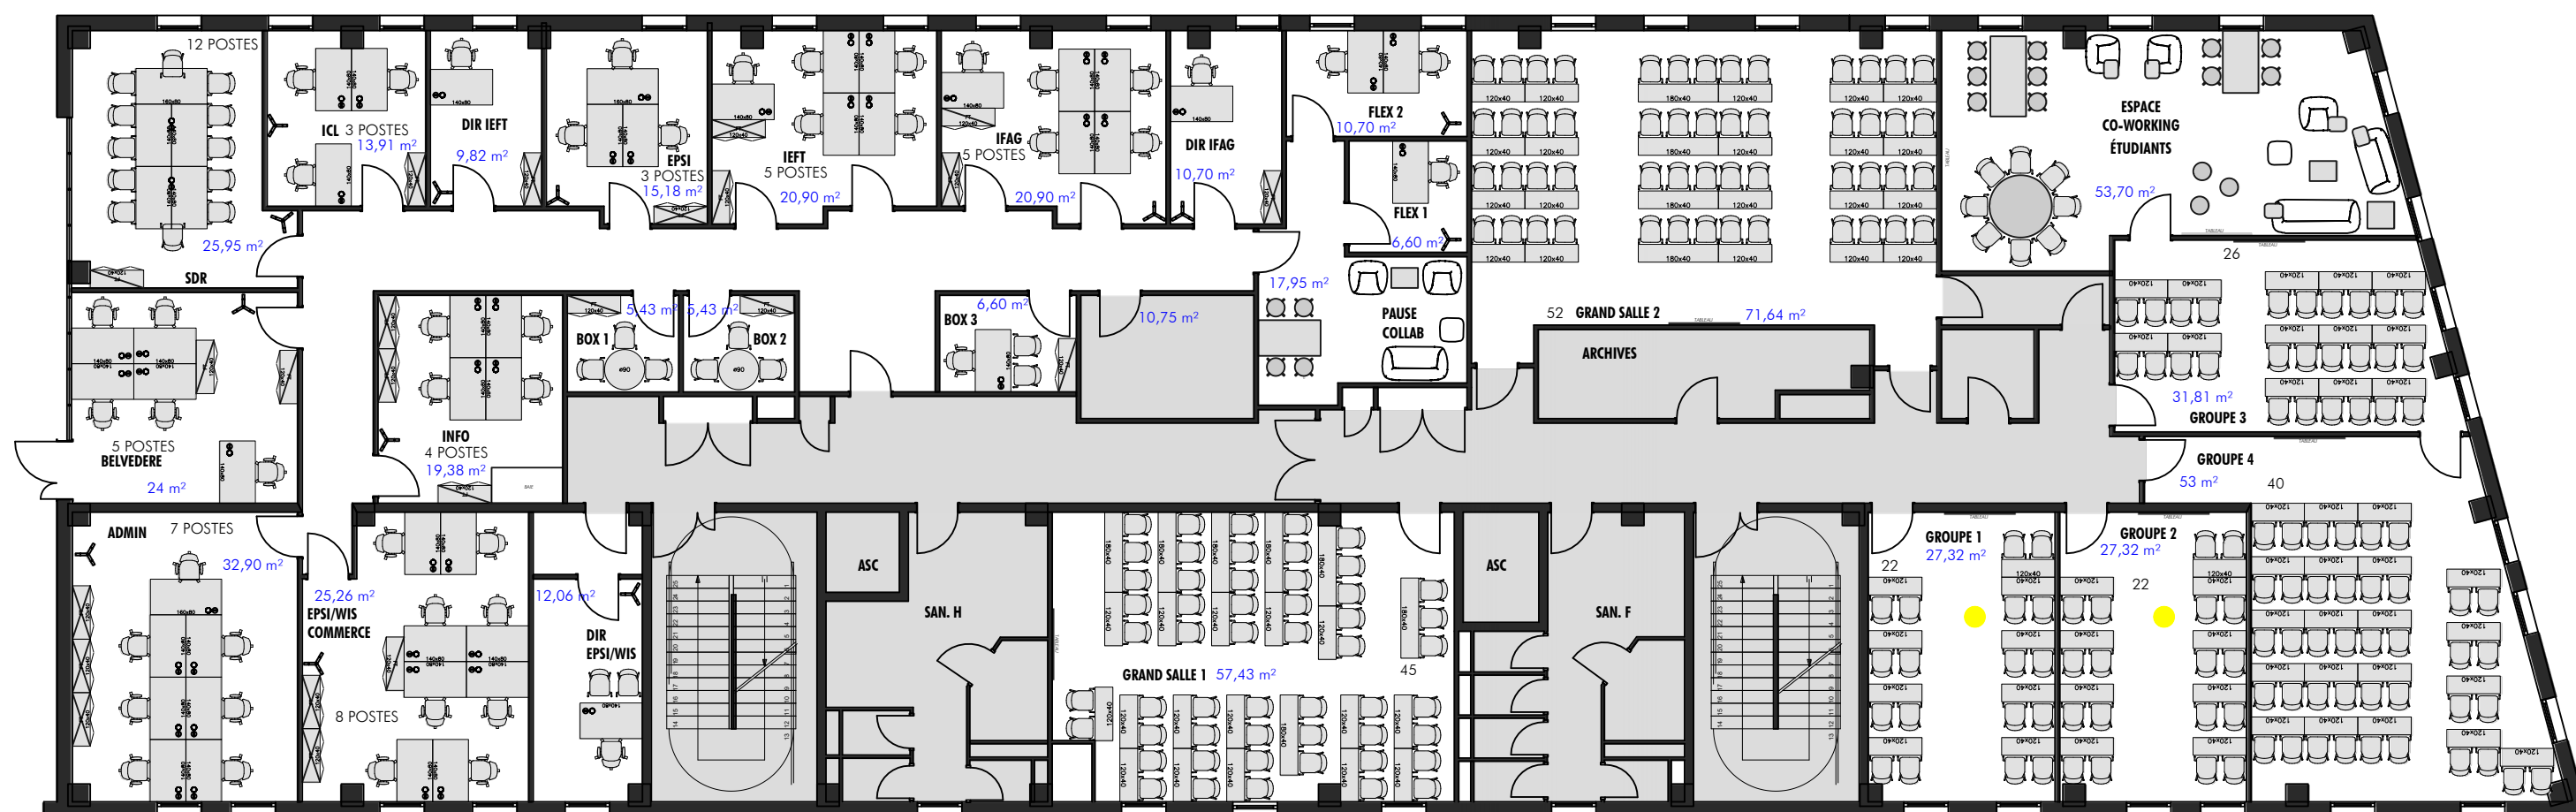 12 POSTES
25,95 m²
SDR
ICL 3 POSTES
13,91 m²
DIR IEFT
9,82 m²
EPSI
3 POSTES
15,18 m²
IEFT
5 POSTES
20,90 m²
IFAG
5 POSTES
20,90 m²
DIR IFAG
10,70 m²
FLEX 2
10,70 m²
FLEX 1
6,60 m²
17,95 m²
PAUSE
COLLAB
52 GRAND SALLE 2 71,64 m²
ARCHIVES
ESPACE
CO-WORKING
ÉTUDIANTS
53,70 m²
26
31,81 m²
GROUPE 3
GROUPE 4
53 m²
40
5 POSTES
BELVEDERE
24 m²
INFO
4 POSTES
19,38 m²
BAIE
5,43 m²
BOX 1
5,43 m²
BOX 2
6,60 m²
BOX 3
10,75 m²
ADMIN
7 POSTES
32,90 m²
25,26 m²
EPSI/WIS
COMMERCE
8 POSTES
12,06 m²
DIR
EPSI/WIS
ASC
SAN. H
GRAND SALLE 1 57,43 m²
45
ASC
SAN. F
GROUPE 1
27,32 m²
22
GROUPE 2
27,32 m²
22
120x40
180x40
140x80
160x80
ø90
TABLEAU